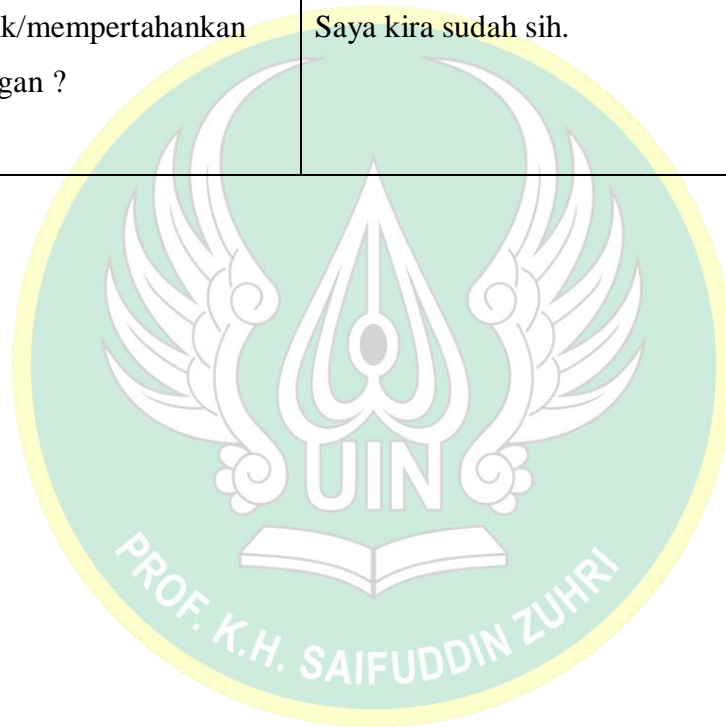 k/mempertahankan Saya kira sudah sih.
gan ?
UIN
PROF. K.H. SAIFUDDIN ZUHRI